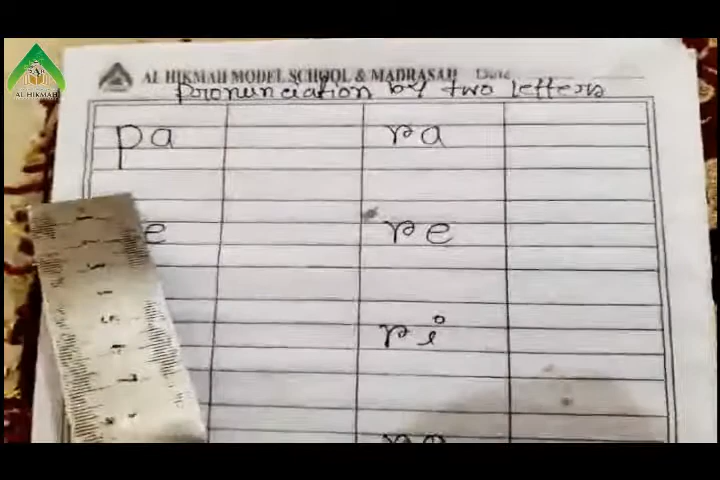 AL HIKMAH
AL HIKMAH MODEL SCHOOL & MADRASAH Date
Pronunciation by two letters
pa ra
e re
ri